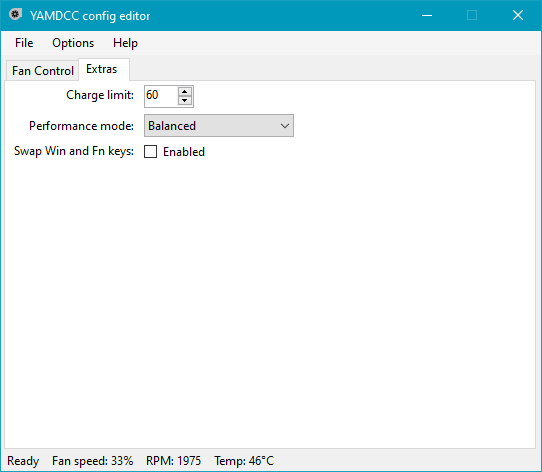 YAMDCC config editor
File Options Help
Fan Control Extras
Charge limit: 60
Performance mode: Balanced
Swap Win and Fn keys: Enabled
Ready Fan speed: 33% RPM: 1975 Temp: 46°C